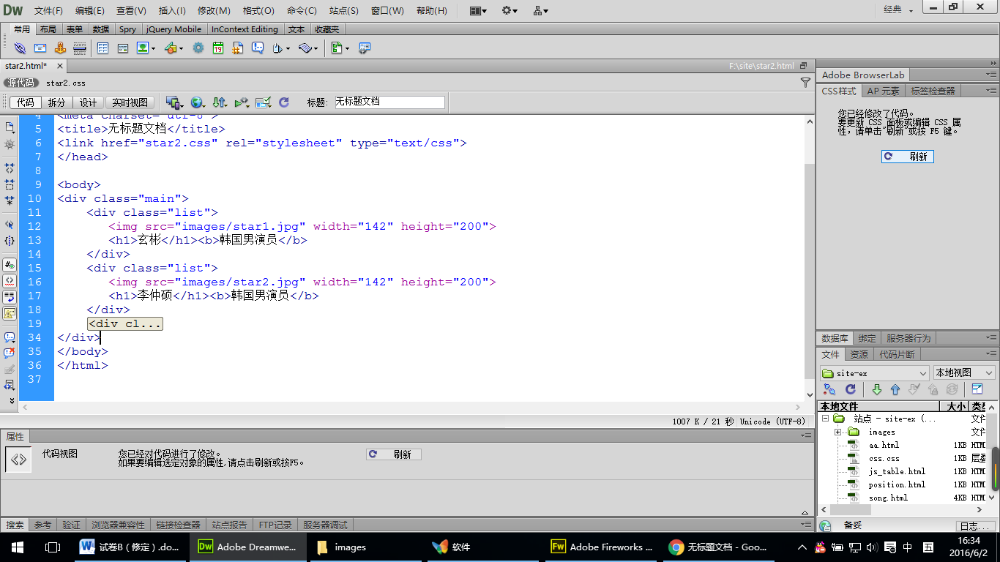 Dw 文件(F) 编辑(E) 查看(V) 插入(I) 修改(M) 格式(O) 命令(C) 站点(S) 窗口(W) 帮助(H) 经典
常用 布局 表单 数据 Spry jQuery Mobile InContext Editing 文本 收藏夹
19
star2.html* F:\site\star2.html
源代码 star2.css
代码 拆分 设计 实时视图 标题: 无标题文档
4 <meta charset="utf-8">
5 <title>无标题文档</title>
6 <link href="star2.css" rel="stylesheet" type="text/css">
7 </head>
8
9 <body>
10 <div class="main">
11 <div class="list">
12 <img src="images/star1.jpg" width="142" height="200">
13 <h1>玄彬</h1><b>韩国男演员</b>
14 </div>
15 <div class="list">
16 <img src="images/star2.jpg" width="142" height="200">
17 <h1>李仲硕</h1><b>韩国男演员</b>
18 </div>
19 <div cl...
34 </div>
35 </body>
36 </html>
37
1007 K / 21 秒 Unicode (UTF-8)
属性
代码视图 您已经对代码进行了修改。 刷新
如果要编辑选定对象的属性,请点击刷新或按F5。
搜索 参考 验证 浏览器兼容性 链接检查器 站点报告 FTP记录 服务器调试
Adobe BrowserLab
CSS样式 AP 元素 标签检查器
您已经修改了代码。
要更新 CSS 面板或编辑 CSS 属
性，请单击"刷新"或按 F5 键。
刷新
数据库 绑定 服务器行为
文件 资源 代码片断
site-ex 本地视图
本地文件 大小 类型
站点 - site-ex (... 文件
images 文件
aa.html 1KB HTM
css.css 1KB 层叠
js_table.html 1KB HTM
position.html 1KB HTM
song.html 4KB HTM
备妥 日志...
试卷B（修定）.do... Adobe Dreamwe... images 软件 Adobe Fireworks ... 无标题文档 - Goo... 中 五 16:34
2016/6/2